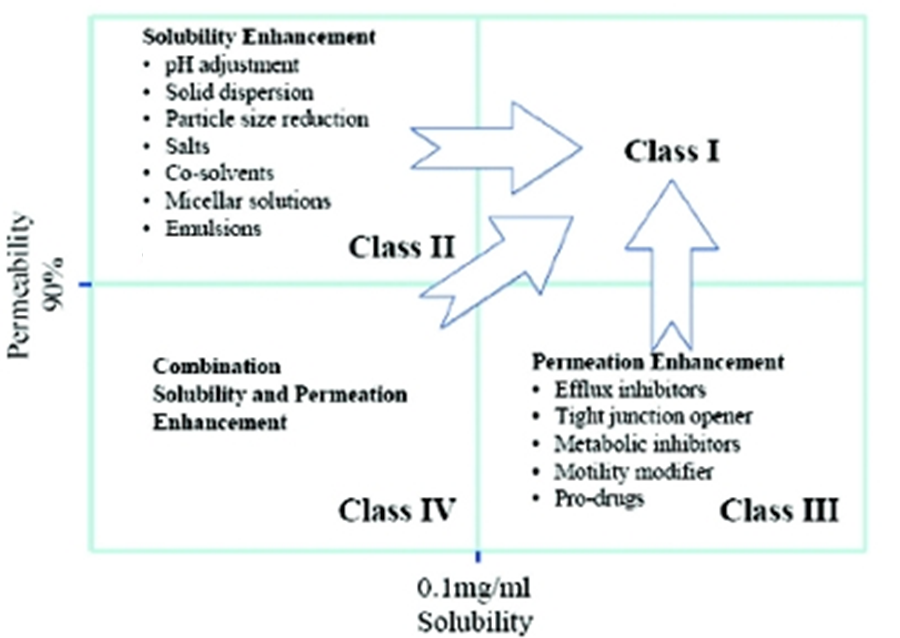 Solubility Enhancement
• pH adjustment
• Solid dispersion
• Particle size reduction
• Salts
• Co-solvents
• Micellar solutions
• Emulsions
Class II
Class I
Permeability
90%
Combination
Solubility and Permeation
Enhancement
Class IV
Permeation Enhancement
• Efflux inhibitors
• Tight junction opener
• Metabolic inhibitors
• Motility modifier
• Pro-drugs
Class III
0.1mg/ml
Solubility